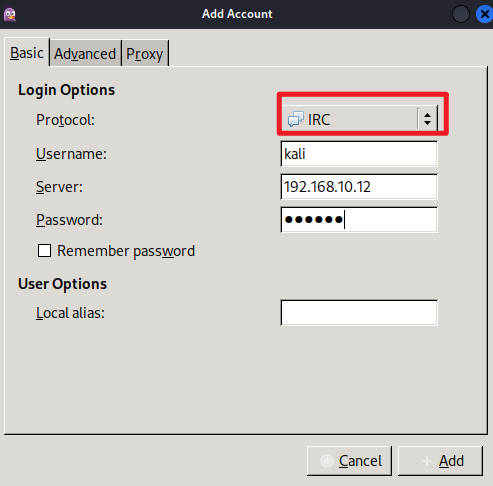 Add Account
Basic Advanced Proxy
Login Options
Protocol: IRC
Username: kali
Server: 192.168.10.12
Password: ●●●●●●
Remember password
User Options
Local alias:
Cancel Add